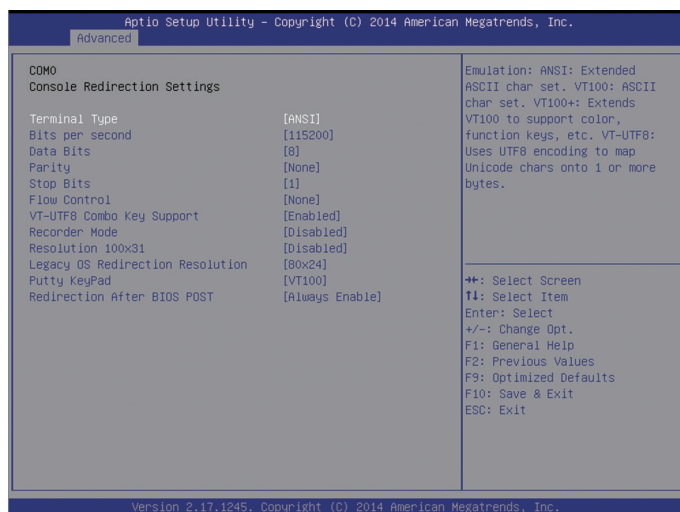 Aptio Setup Utility – Copyright (C) 2014 American Megatrends, Inc.
Advanced
COM0
Console Redirection Settings
Terminal Type [ANSI]
Bits per second [115200]
Data Bits [8]
Parity [None]
Stop Bits [1]
Flow Control [None]
VT-UTF8 Combo Key Support [Enabled]
Recorder Mode [Disabled]
Resolution 100x31 [Disabled]
Legacy OS Redirection Resolution [80x24]
Putty KeyPad [VT100]
Redirection After BIOS POST [Always Enable]
Emulation: ANSI: Extended
ASCII char set. VT100: ASCII
char set. VT100+: Extends
VT100 to support color,
function keys, etc. VT-UTF8:
Uses UTF8 encoding to map
Unicode chars onto 1 or more
bytes.
→←: Select Screen
↑↓: Select Item
Enter: Select
+/-: Change Opt.
F1: General Help
F2: Previous Values
F9: Optimized Defaults
F10: Save & Exit
ESC: Exit
Version 2.17.1245. Copyright (C) 2014 American Megatrends, Inc.